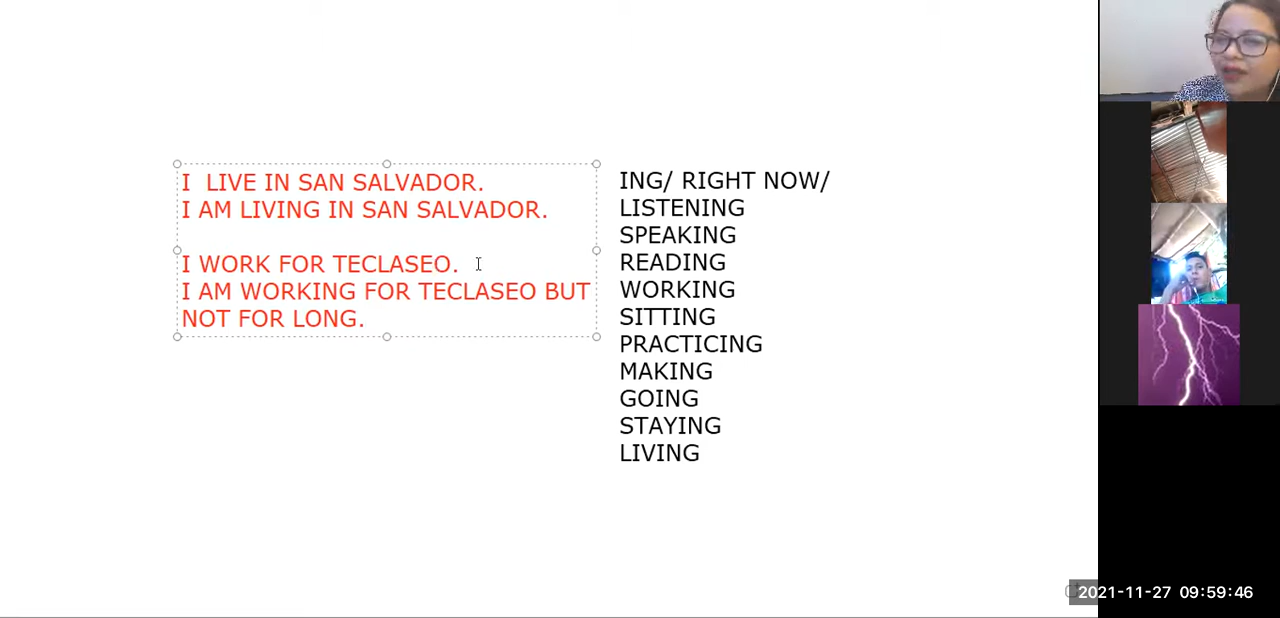 I LIVE IN SAN SALVADOR.
I AM LIVING IN SAN SALVADOR.
I WORK FOR TECLASEO.
I AM WORKING FOR TECLASEO BUT
NOT FOR LONG.
ING/ RIGHT NOW/
LISTENING
SPEAKING
READING
WORKING
SITTING
PRACTICING
MAKING
GOING
STAYING
LIVING
2021-11-27 09:59:46